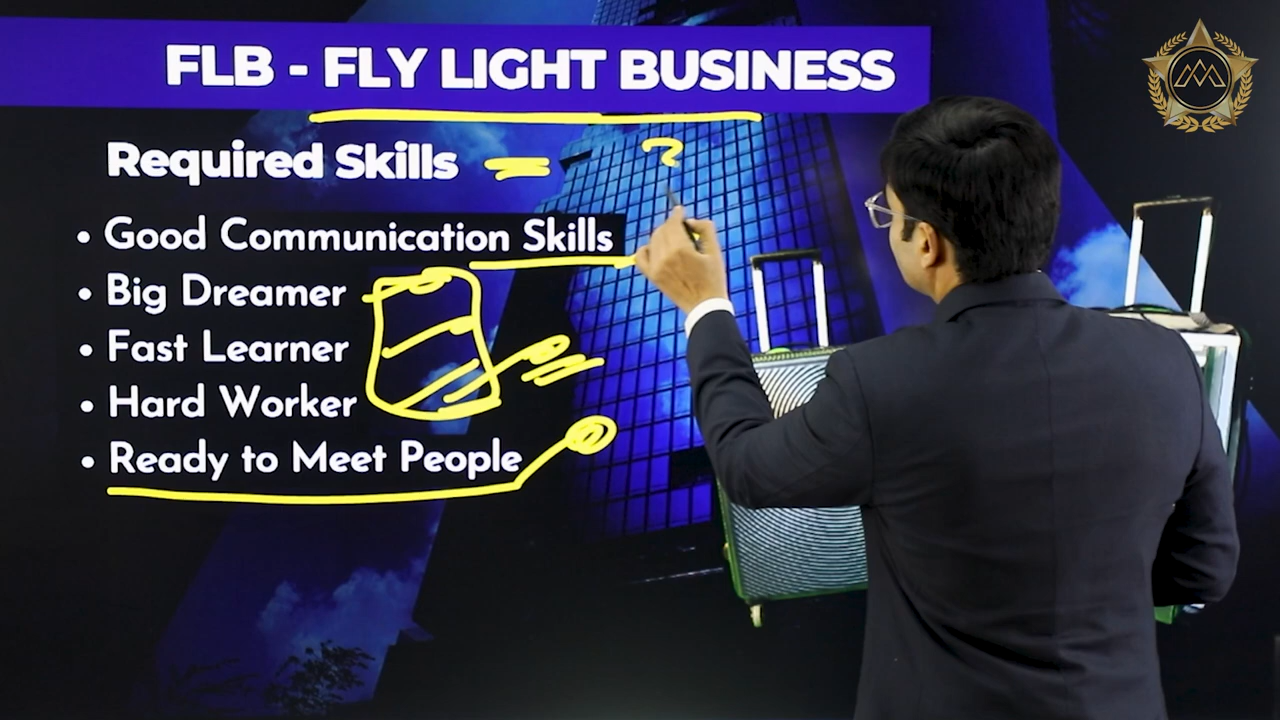 FLB - FLY LIGHT BUSINESS
Required Skills = ?
• Good Communication Skills
• Big Dreamer
• Fast Learner
• Hard Worker
• Ready to Meet People